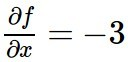 ∂f/∂x = −3